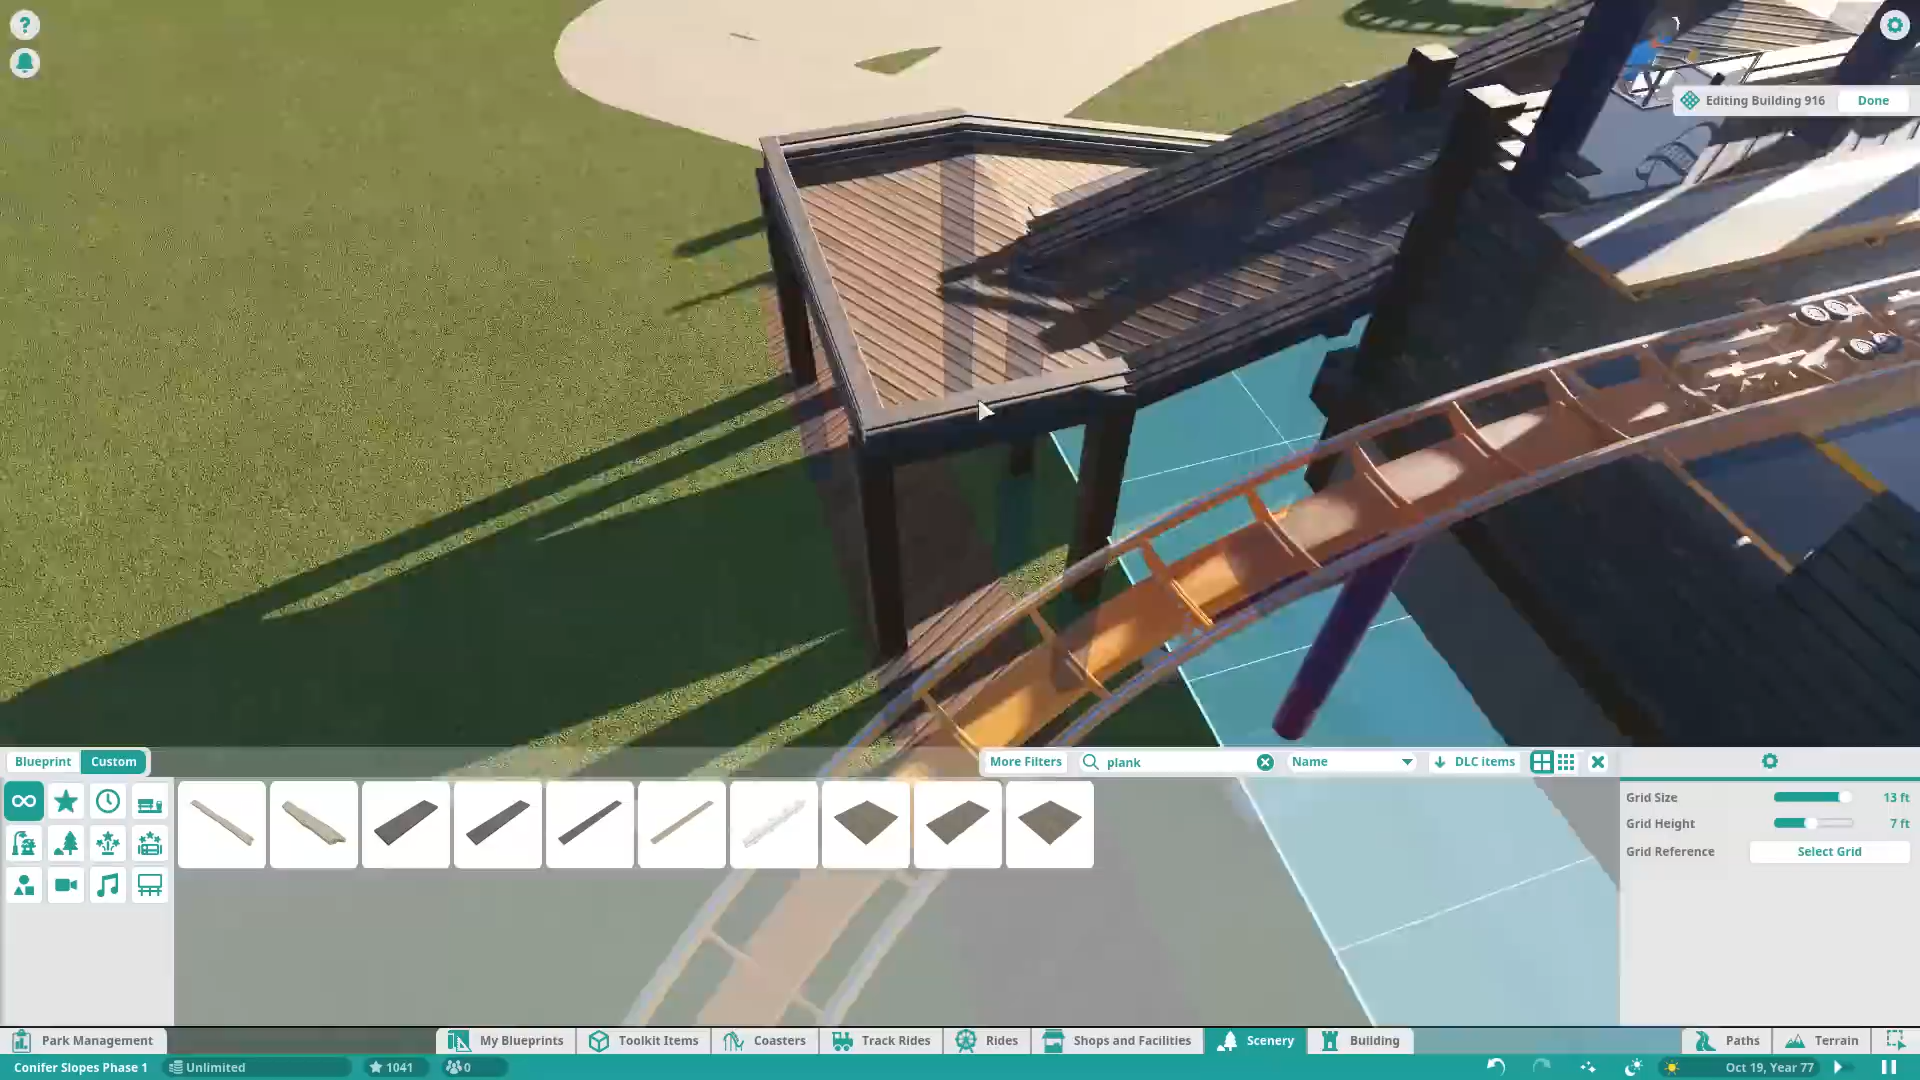 ?
Editing Building 916
Done
Blueprint
Custom
More Filters
plank
Name
DLC items
Grid Size
13 ft
Grid Height
7 ft
Grid Reference
Select Grid
Park Management
My Blueprints
Toolkit Items
Coasters
Track Rides
Rides
Shops and Facilities
Scenery
Building
Paths
Terrain
Conifer Slopes Phase 1
Unlimited
1041
0
Oct 19, Year 77